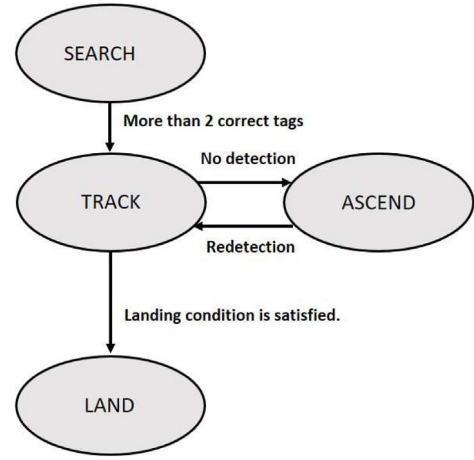 SEARCH
More than 2 correct tags
No detection
TRACK
ASCEND
Redetection
Landing condition is satisfied.
LAND